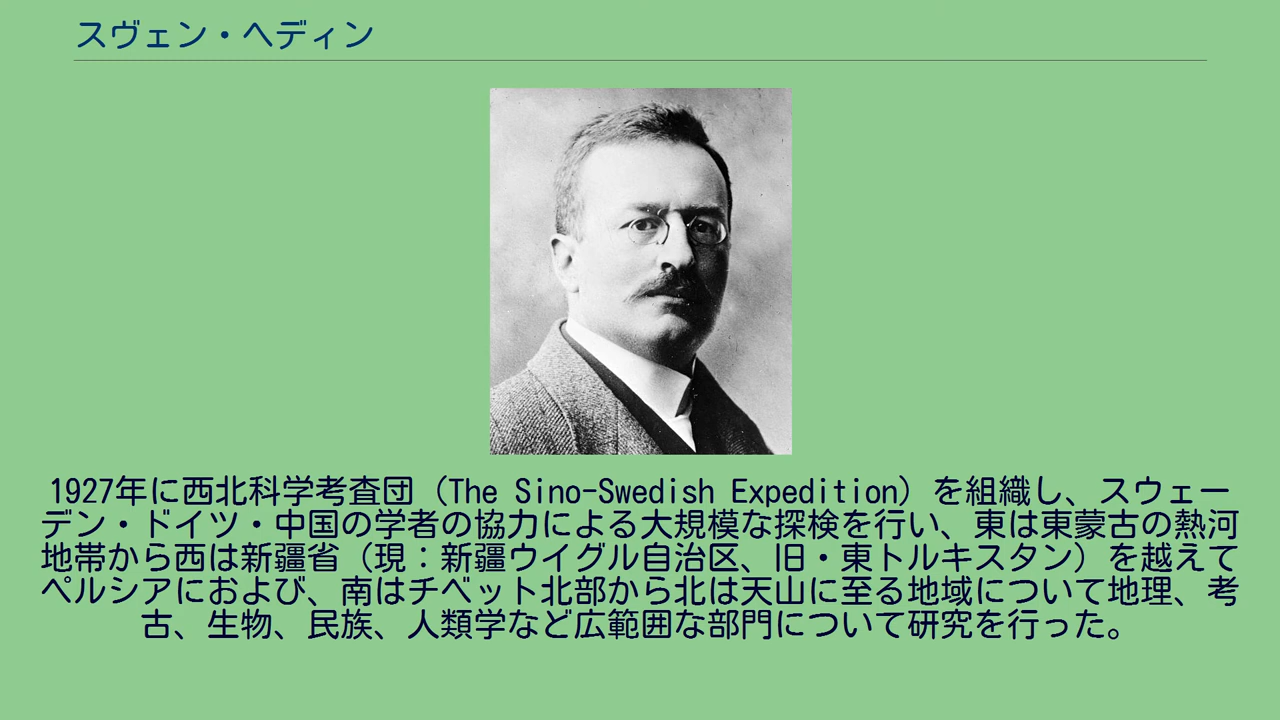 スヴェン・ヘディン
1927年に西北科学考査団（The Sino-Swedish Expedition）を組織し、スウェー
デン・ドイツ・中国の学者の協力による大規模な探検を行い、東は東蒙古の熱河
地帯から西は新疆省（現：新疆ウイグル自治区、旧・東トルキスタン）を越えて
ペルシアにおよび、南はチベット北部から北は天山に至る地域について地理、考
古、生物、民族、人類学など広範囲な部門について研究を行った。